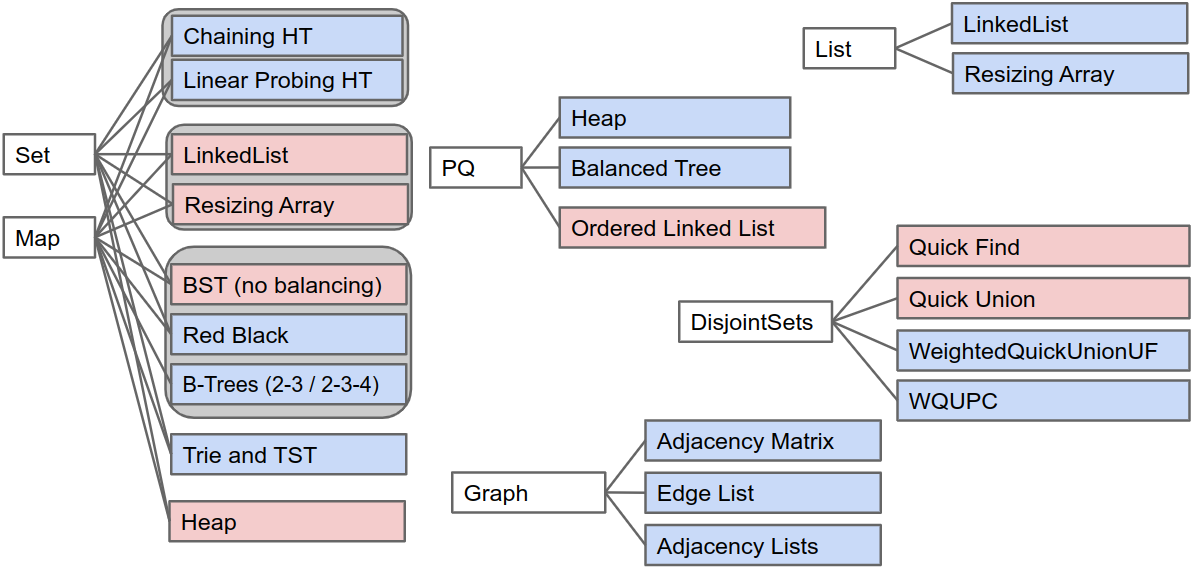 Set
Map
Chaining HT
Linear Probing HT
LinkedList
Resizing Array
BST (no balancing)
Red Black
B-Trees (2-3 / 2-3-4)
Trie and TST
Heap
PQ
Heap
Balanced Tree
Ordered Linked List
List
LinkedList
Resizing Array
DisjointSets
Quick Find
Quick Union
WeightedQuickUnionUF
WQUPC
Graph
Adjacency Matrix
Edge List
Adjacency Lists